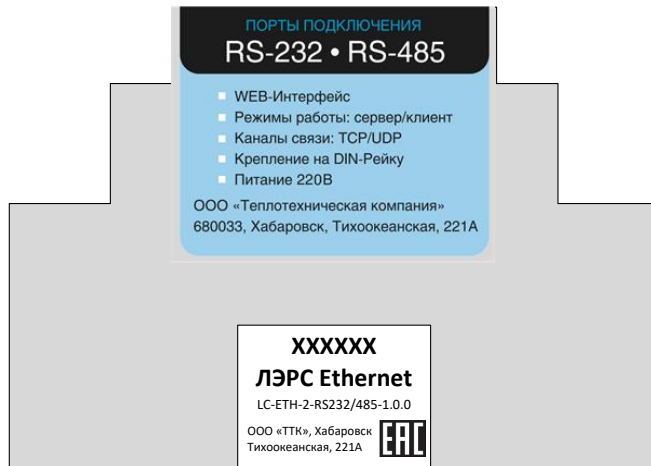 ПОРТЫ ПОДКЛЮЧЕНИЯ
RS-232 • RS-485
WEB-Интерфейс
Режимы работы: сервер/клиент
Каналы связи: TCP/UDP
Крепление на DIN-Рейку
Питание 220В
ООО «Теплотехническая компания»
680033, Хабаровск, Тихоокеанская, 221А
XXXXXX
ЛЭРС Ethernet
LC-ETH-2-RS232/485-1.0.0
ООО «ТТК», Хабаровск
Тихоокеанская, 221А
EAC